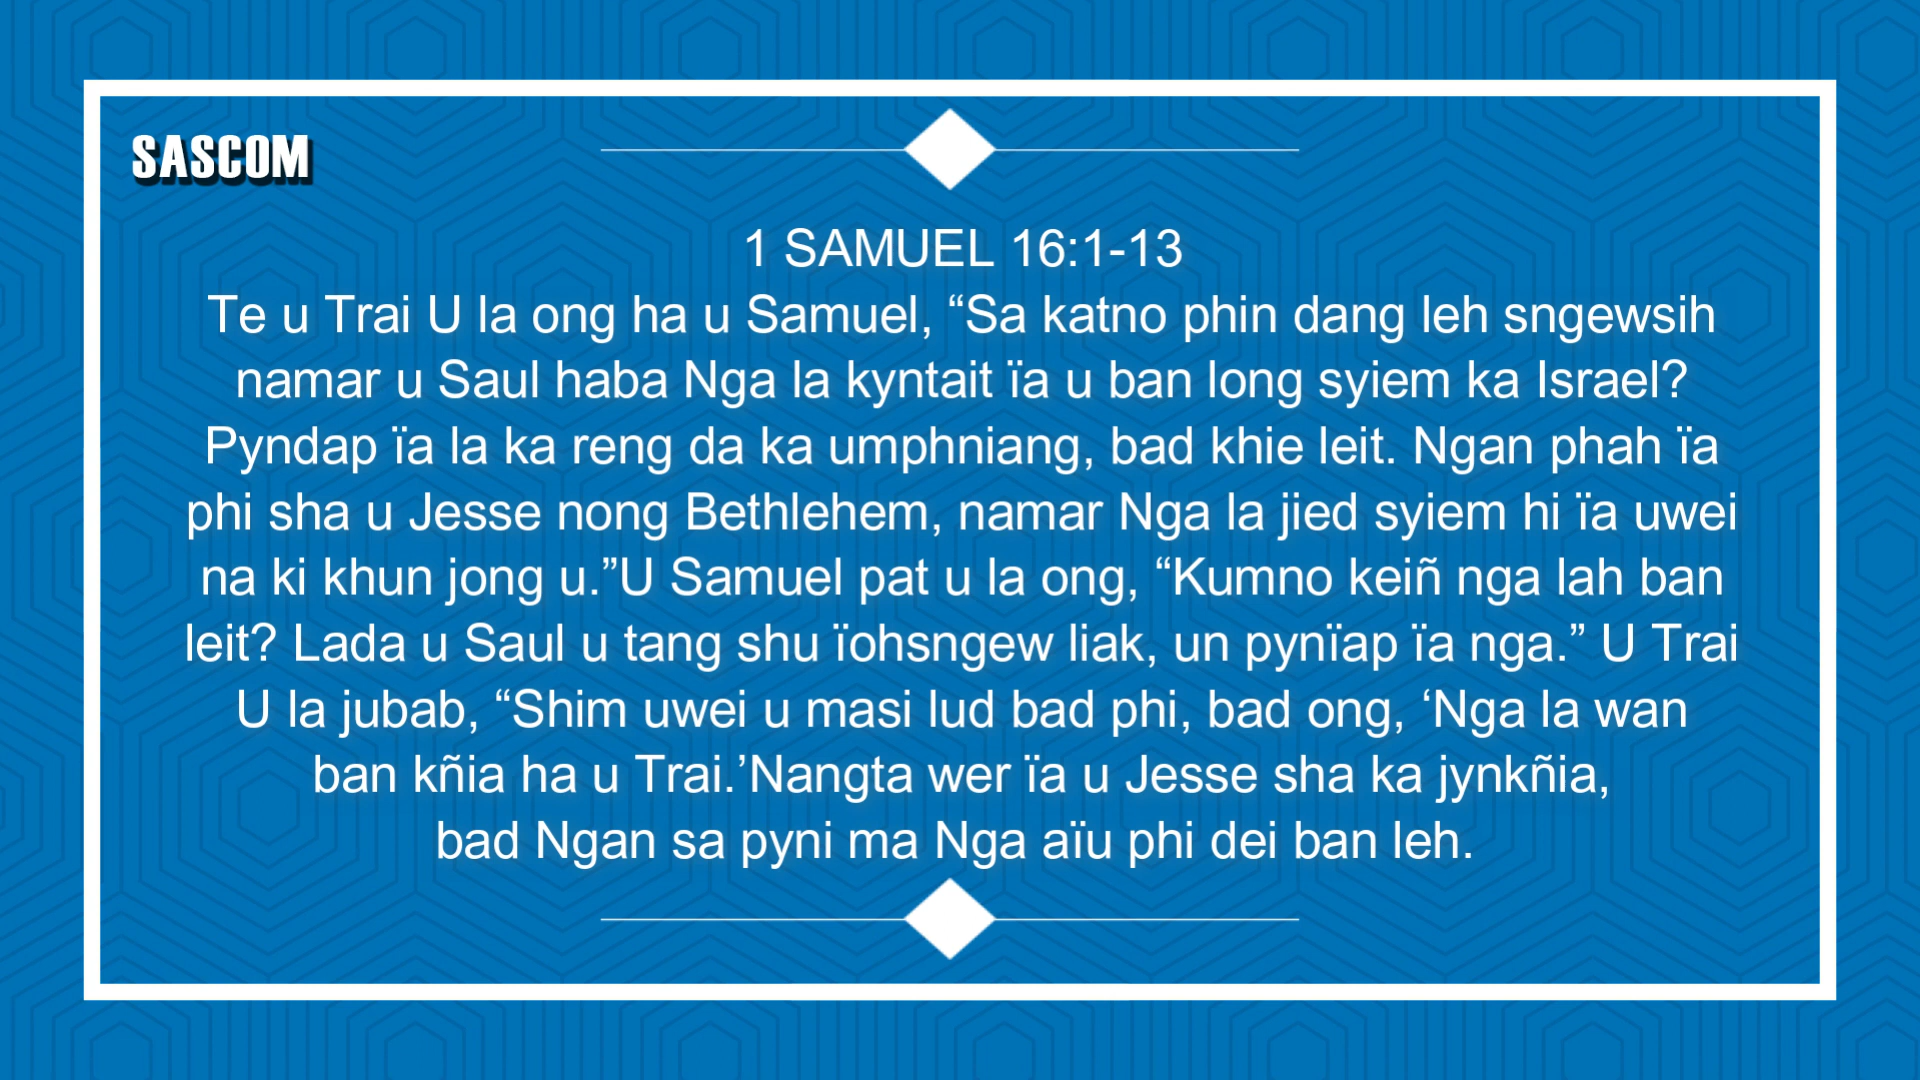 SASCOM
1 SAMUEL 16:1-13
Te u Trai U la ong ha u Samuel, “Sa katno phin dang leh sngewsih
namar u Saul haba Nga la kyntait ïa u ban long syiem ka Israel?
Pyndap ïa la ka reng da ka umphniang, bad khie leit. Ngan phah ïa
phi sha u Jesse nong Bethlehem, namar Nga la jied syiem hi ïa uwei
na ki khun jong u.”U Samuel pat u la ong, “Kumno keiñ nga lah ban
leit? Lada u Saul u tang shu ïohsngew liak, un pynïap ïa nga.” U Trai
U la jubab, “Shim uwei u masi lud bad phi, bad ong, ‘Nga la wan
ban kñia ha u Trai.’Nangta wer ïa u Jesse sha ka jynkñia,
bad Ngan sa pyni ma Nga aïu phi dei ban leh.